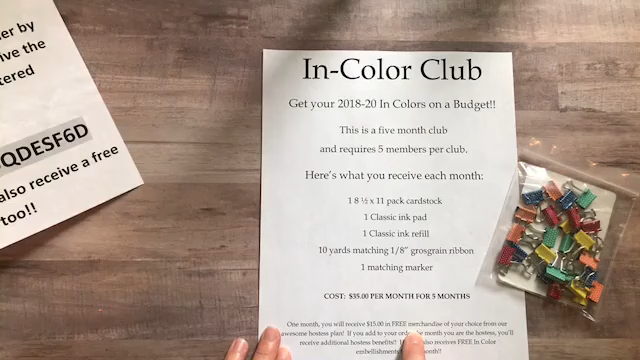 er by
ive the
tered
QDESF6D
also receive a free
too!!
In-Color Club
Get your 2018-20 In Colors on a Budget!!
This is a five month club
and requires 5 members per club.
Here's what you receive each month:
1 8 ½ x 11 pack cardstock
1 Classic ink pad
1 Classic ink refill
10 yards matching 1/8" grosgrain ribbon
1 matching marker
COST: $35.00 PER MONTH FOR 5 MONTHS
One month, you will receive $15.00 in FREE merchandise of your choice from our
awesome hostess plan! If you add to your order the month you are the hostess, you'll
receive additional hostess benefits! also receives FREE In Color
embellishments month!!